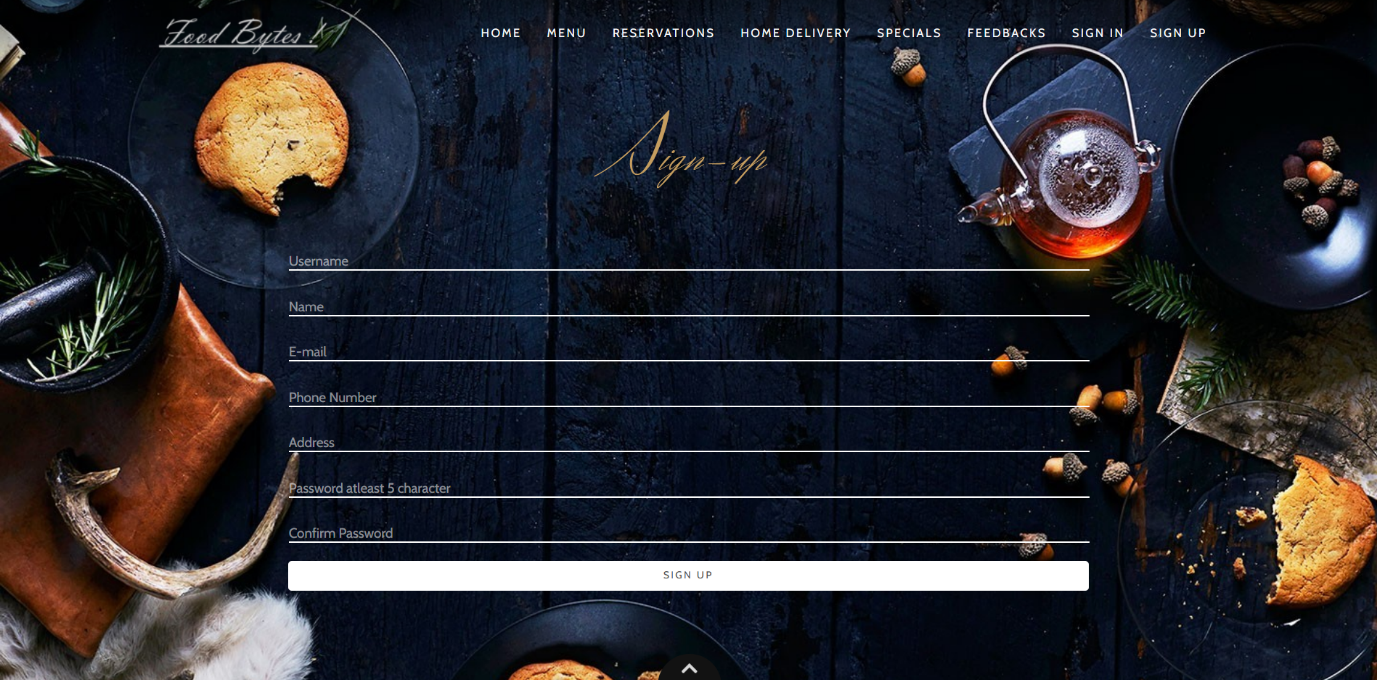 Food Bytes !
HOME MENU RESERVATIONS HOME DELIVERY SPECIALS FEEDBACKS SIGN IN SIGN UP
Sign-up
Username
Name
E-mail
Phone Number
Address
Password atleast 5 character
Confirm Password
SIGN UP